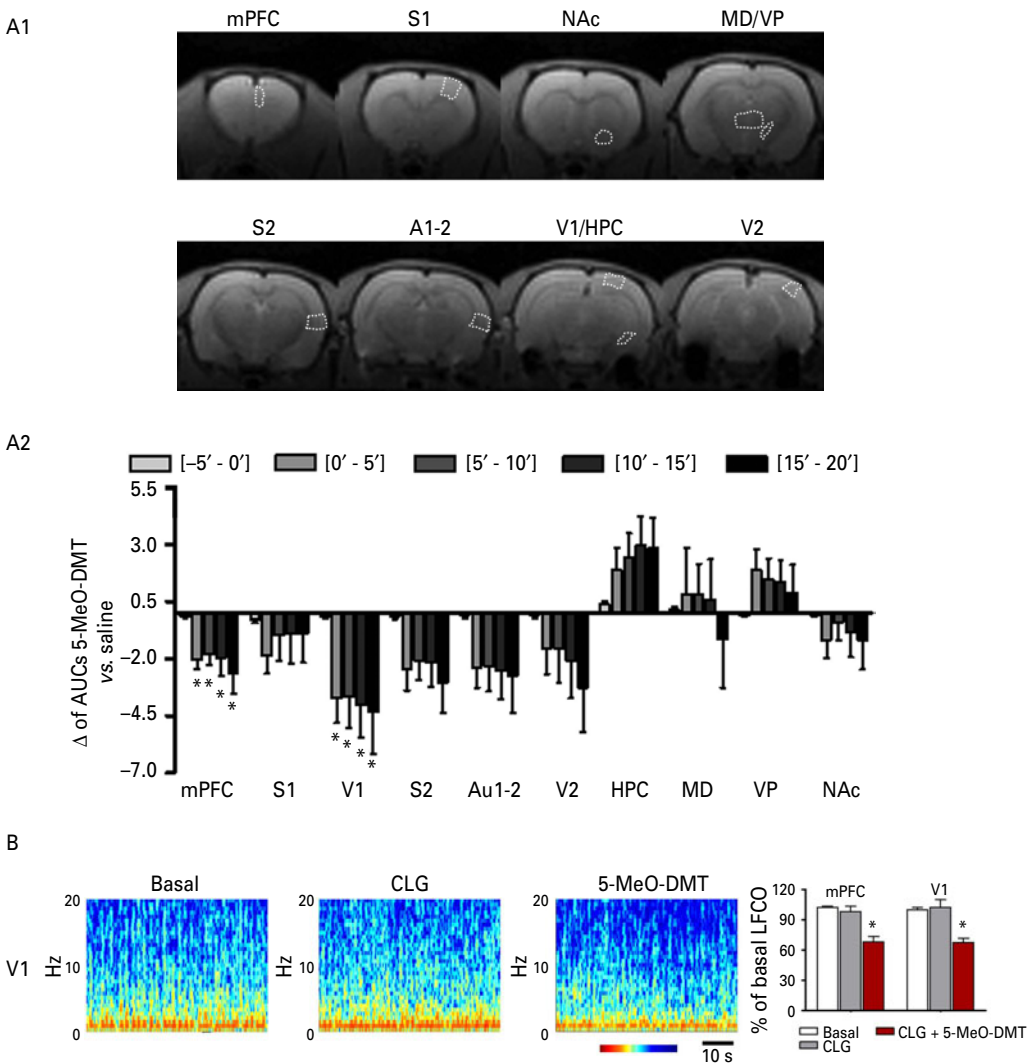 A1
mPFC S1 NAc MD/VP
S2 A1-2 V1/HPC V2
A2
[–5′ - 0′] [0′ - 5′] [5′ - 10′] [10′ - 15′] [15′ - 20′]
Δ of AUCs 5-MeO-DMT
vs. saline
5.5
3.0
0.5
–2.0
–4.5
–7.0
* * * *
* * * *
mPFC S1 V1 S2 Au1-2 V2 HPC MD VP NAc
B
Basal CLG 5-MeO-DMT
V1
Hz
20
10
0
Hz
20
10
0
Hz
20
10
0
10 s
% of basal LFCO
120
90
60
30
0
mPFC V1
* *
Basal CLG + 5-MeO-DMT
CLG